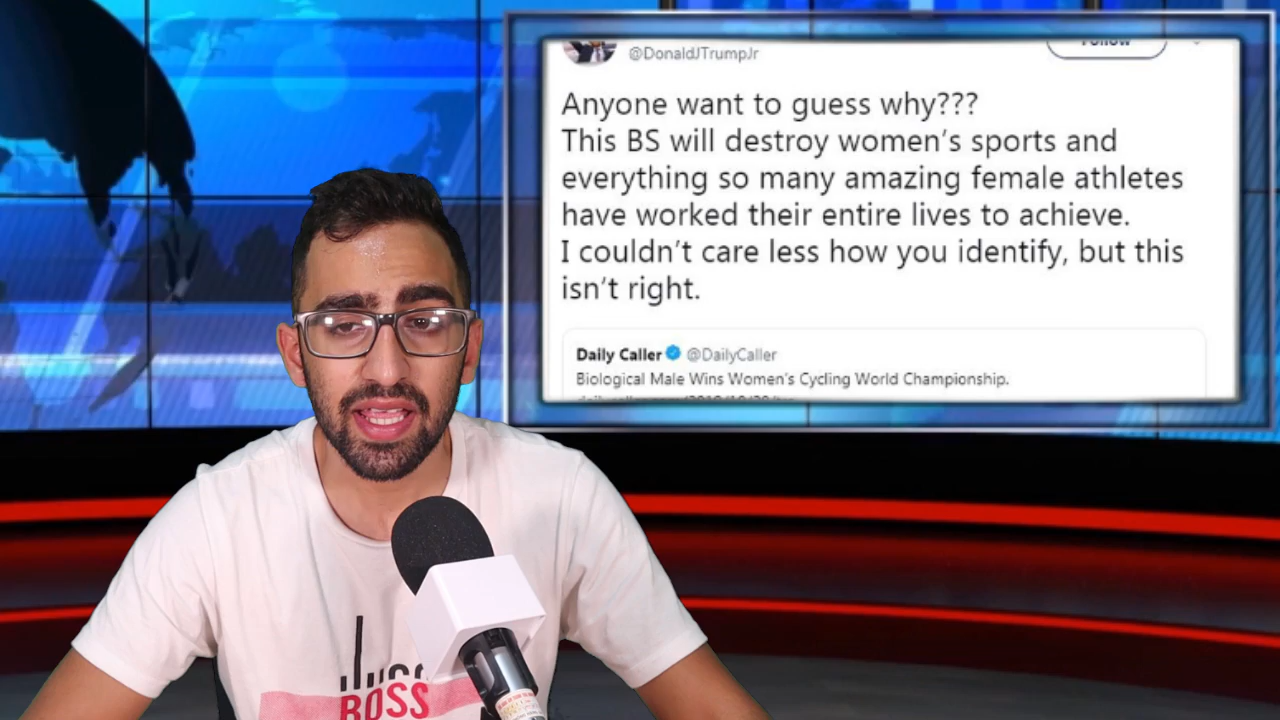 @DonaldJTrumpJr
Follow
Anyone want to guess why???
This BS will destroy women’s sports and
everything so many amazing female athletes
have worked their entire lives to achieve.
I couldn’t care less how you identify, but this
isn’t right.
Daily Caller @DailyCaller
Biological Male Wins Women’s Cycling World Championship.
BOSS